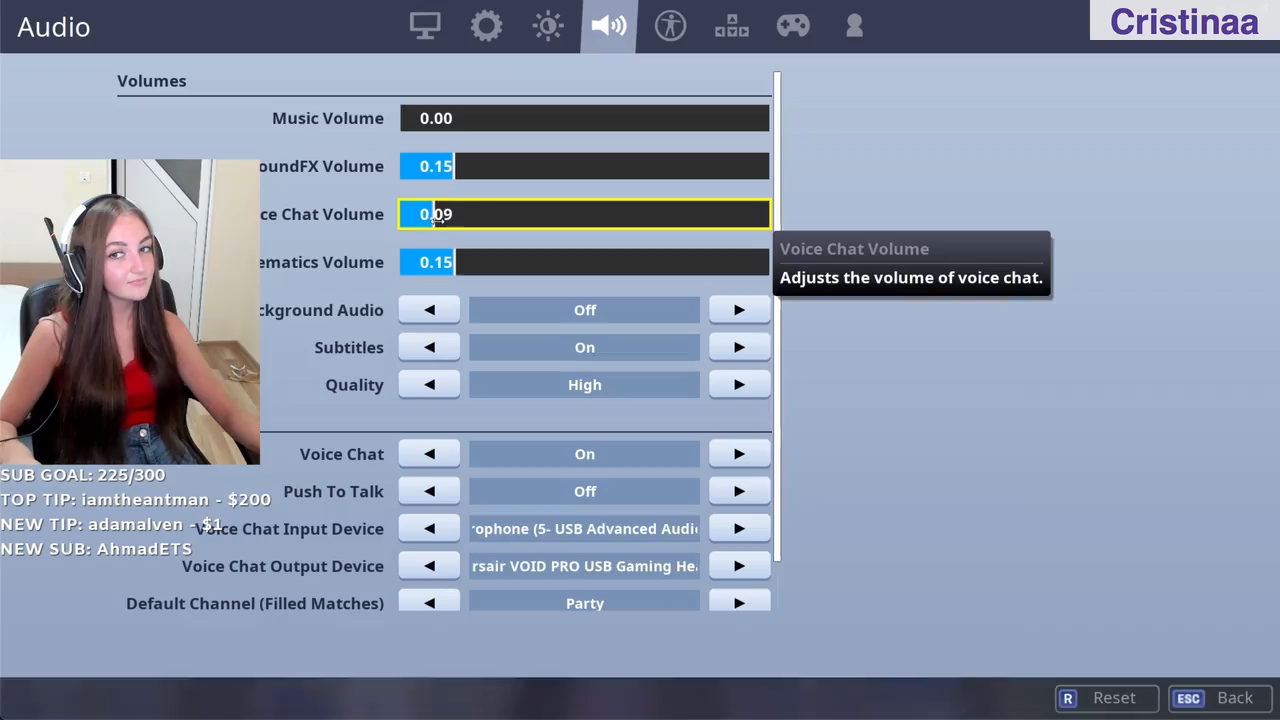 Audio
Cristinaa
Volumes
Music Volume
0.00
oundFX Volume
0.15
ce Chat Volume
0.09
Voice Chat Volume
Adjusts the volume of voice chat.
ematics Volume
0.15
ckground Audio
Off
Subtitles
On
Quality
High
Voice Chat
On
SUB GOAL: 225/300
Push To Talk
Off
TOP TIP: iamtheantman - $200
NEW TIP: adamalven - $1
Voice Chat Input Device
rophone (5- USB Advanced Audi
NEW SUB: AhmadETS
Voice Chat Output Device
rsair VOID PRO USB Gaming He
Default Channel (Filled Matches)
Party
R Reset
ESC Back